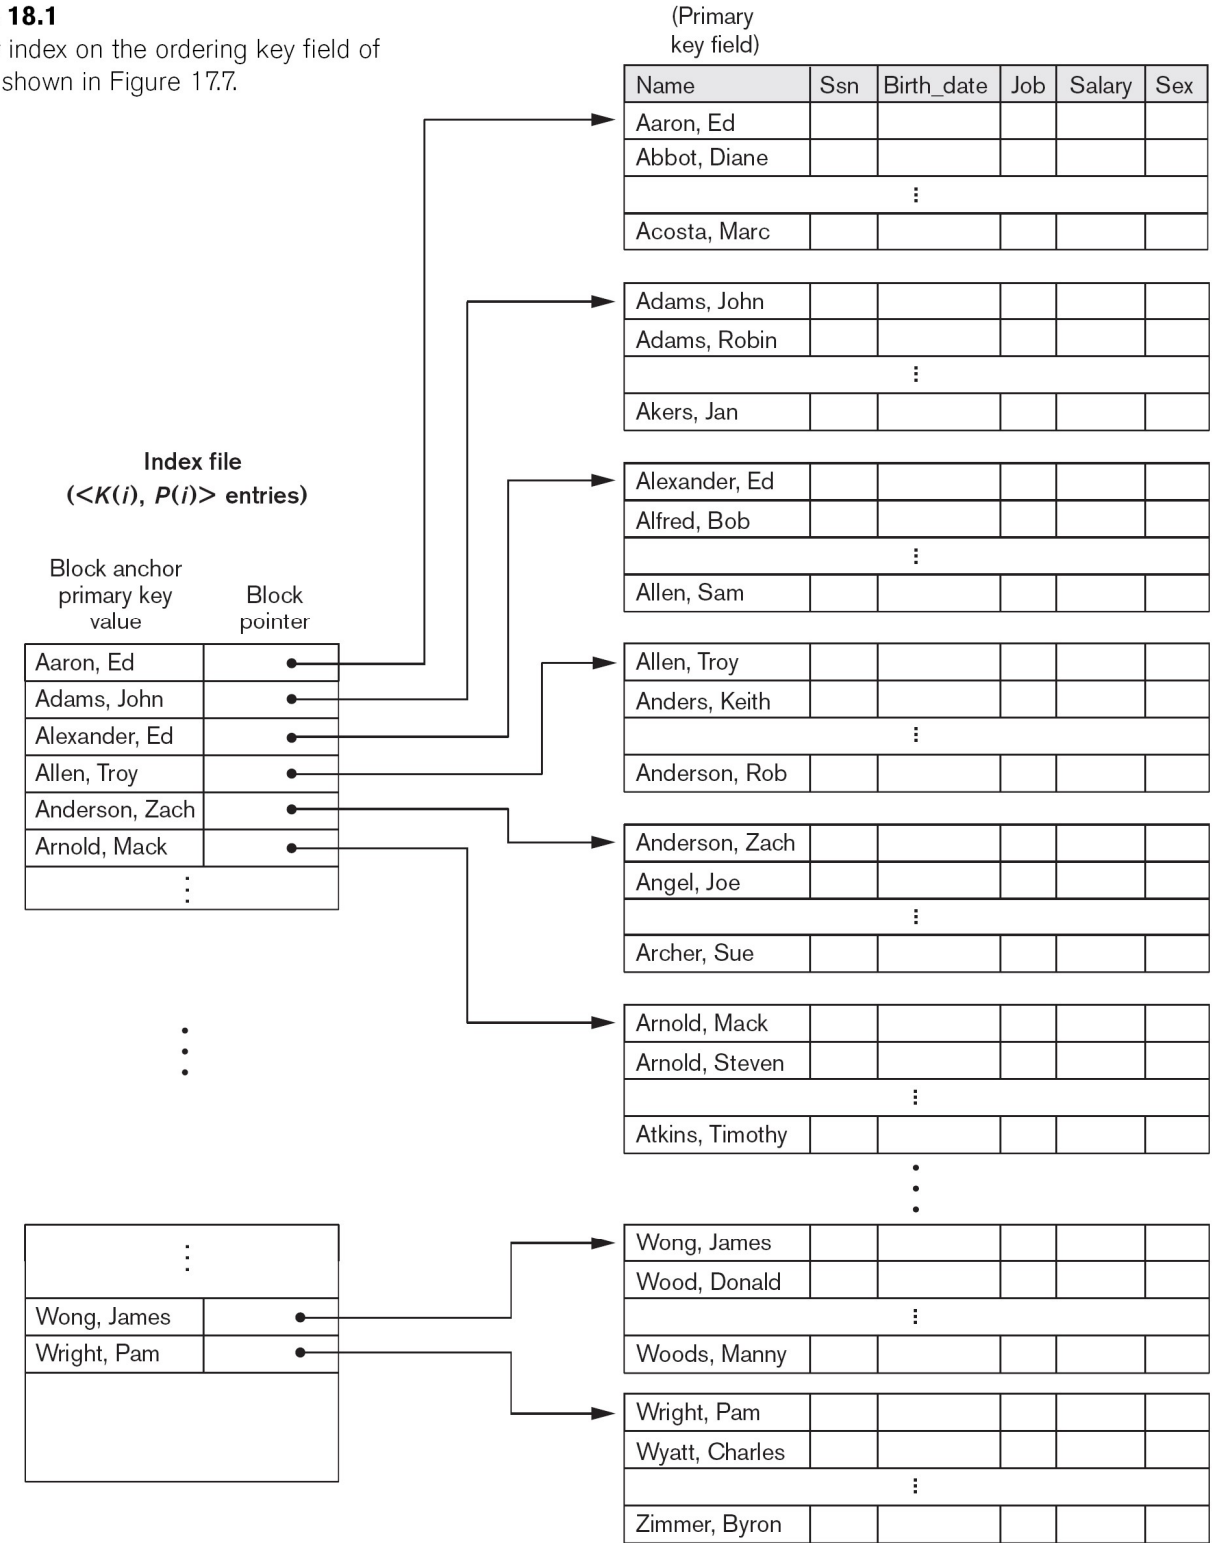 18.1
index on the ordering key field of
shown in Figure 17.7.
(Primary
key field)
Name Ssn Birth_date Job Salary Sex
Aaron, Ed
Abbot, Diane
Acosta, Marc
Adams, John
Adams, Robin
Akers, Jan
Alexander, Ed
Alfred, Bob
Allen, Sam
Allen, Troy
Anders, Keith
Anderson, Rob
Anderson, Zach
Angel, Joe
Archer, Sue
Arnold, Mack
Arnold, Steven
Atkins, Timothy
Wong, James
Wood, Donald
Woods, Manny
Wright, Pam
Wyatt, Charles
Zimmer, Byron
Index file
(<K(i), P(i)> entries)
Block anchor
primary key
value
Block
pointer
Aaron, Ed
Adams, John
Alexander, Ed
Allen, Troy
Anderson, Zach
Arnold, Mack
Wong, James
Wright, Pam